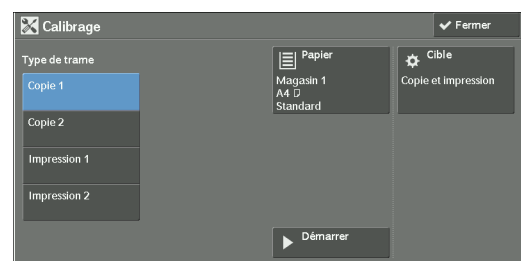 Calibrage
Fermer
Type de trame
Copie 1
Copie 2
Impression 1
Impression 2
Papier
Magasin 1
A4
Standard
Démarrer
Cible
Copie et impression